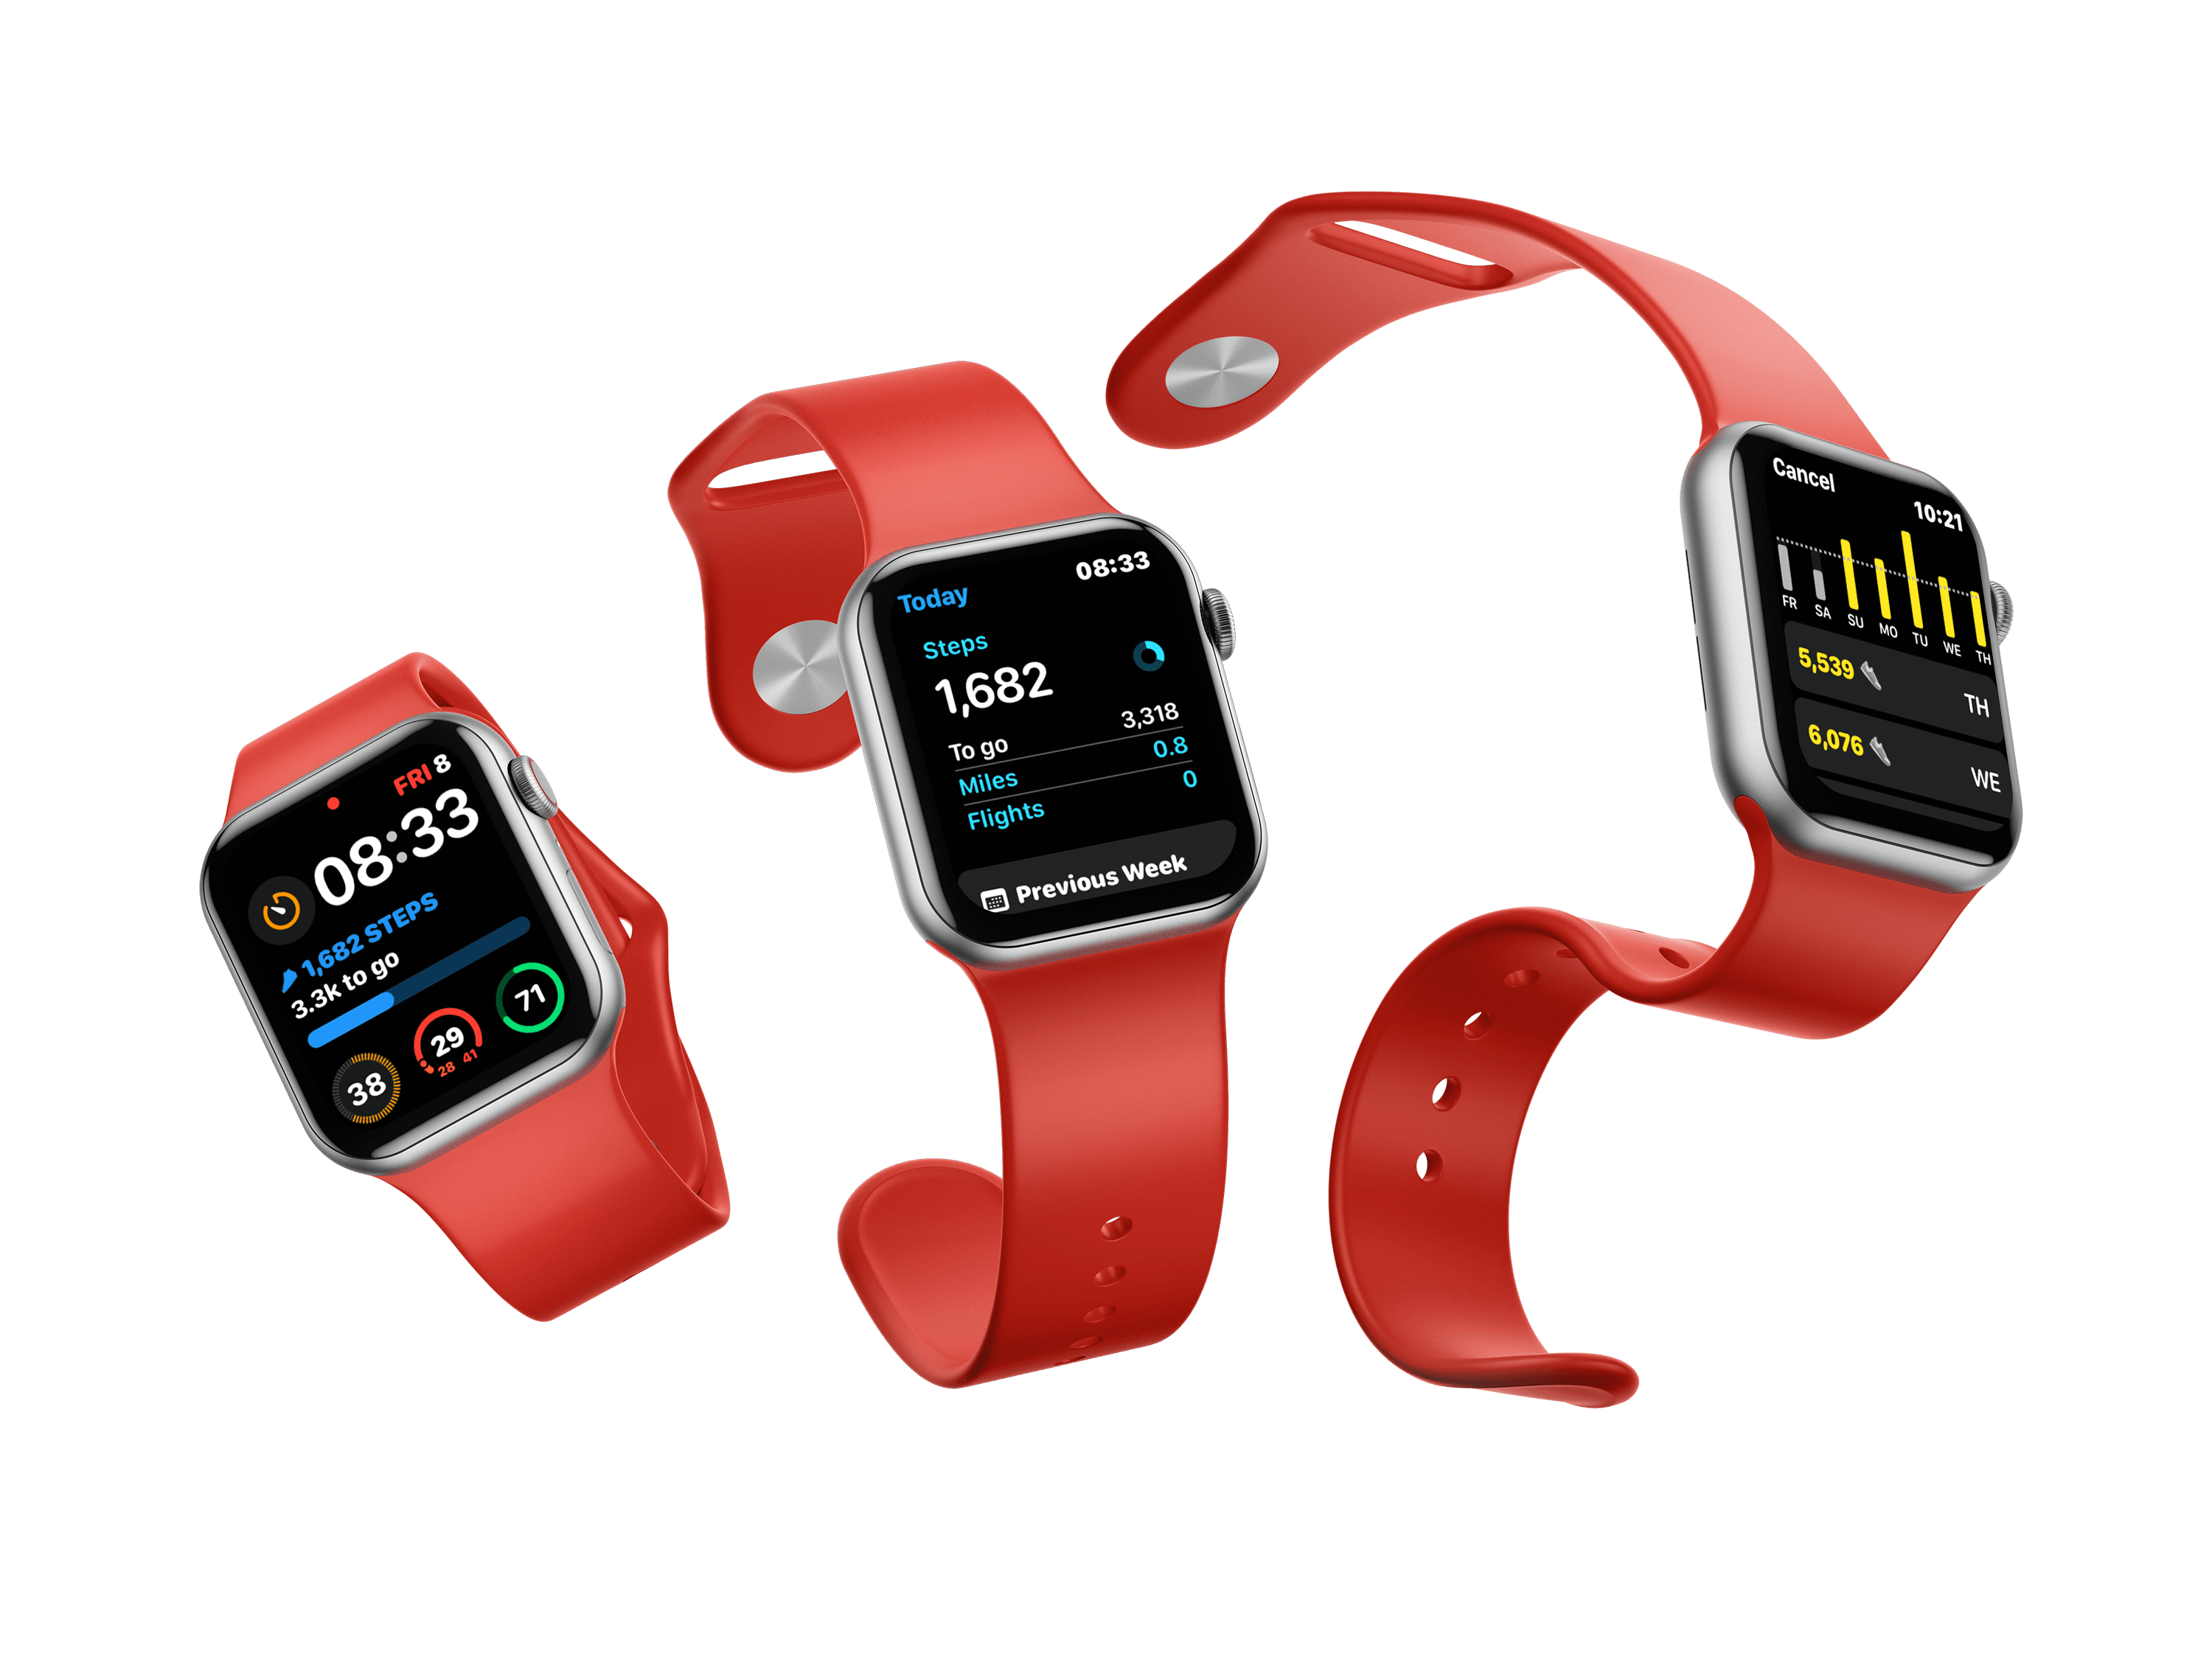 FRI 8
08:33
1,682 STEPS
3.3k to go
38
29
28 41
71
08:33
Today
Steps
1,682
To go 3,318
Miles 0.8
Flights 0
Previous Week
Cancel
10:21
FR SA SU MO TU WE TH
5,539
TH
6,076
WE